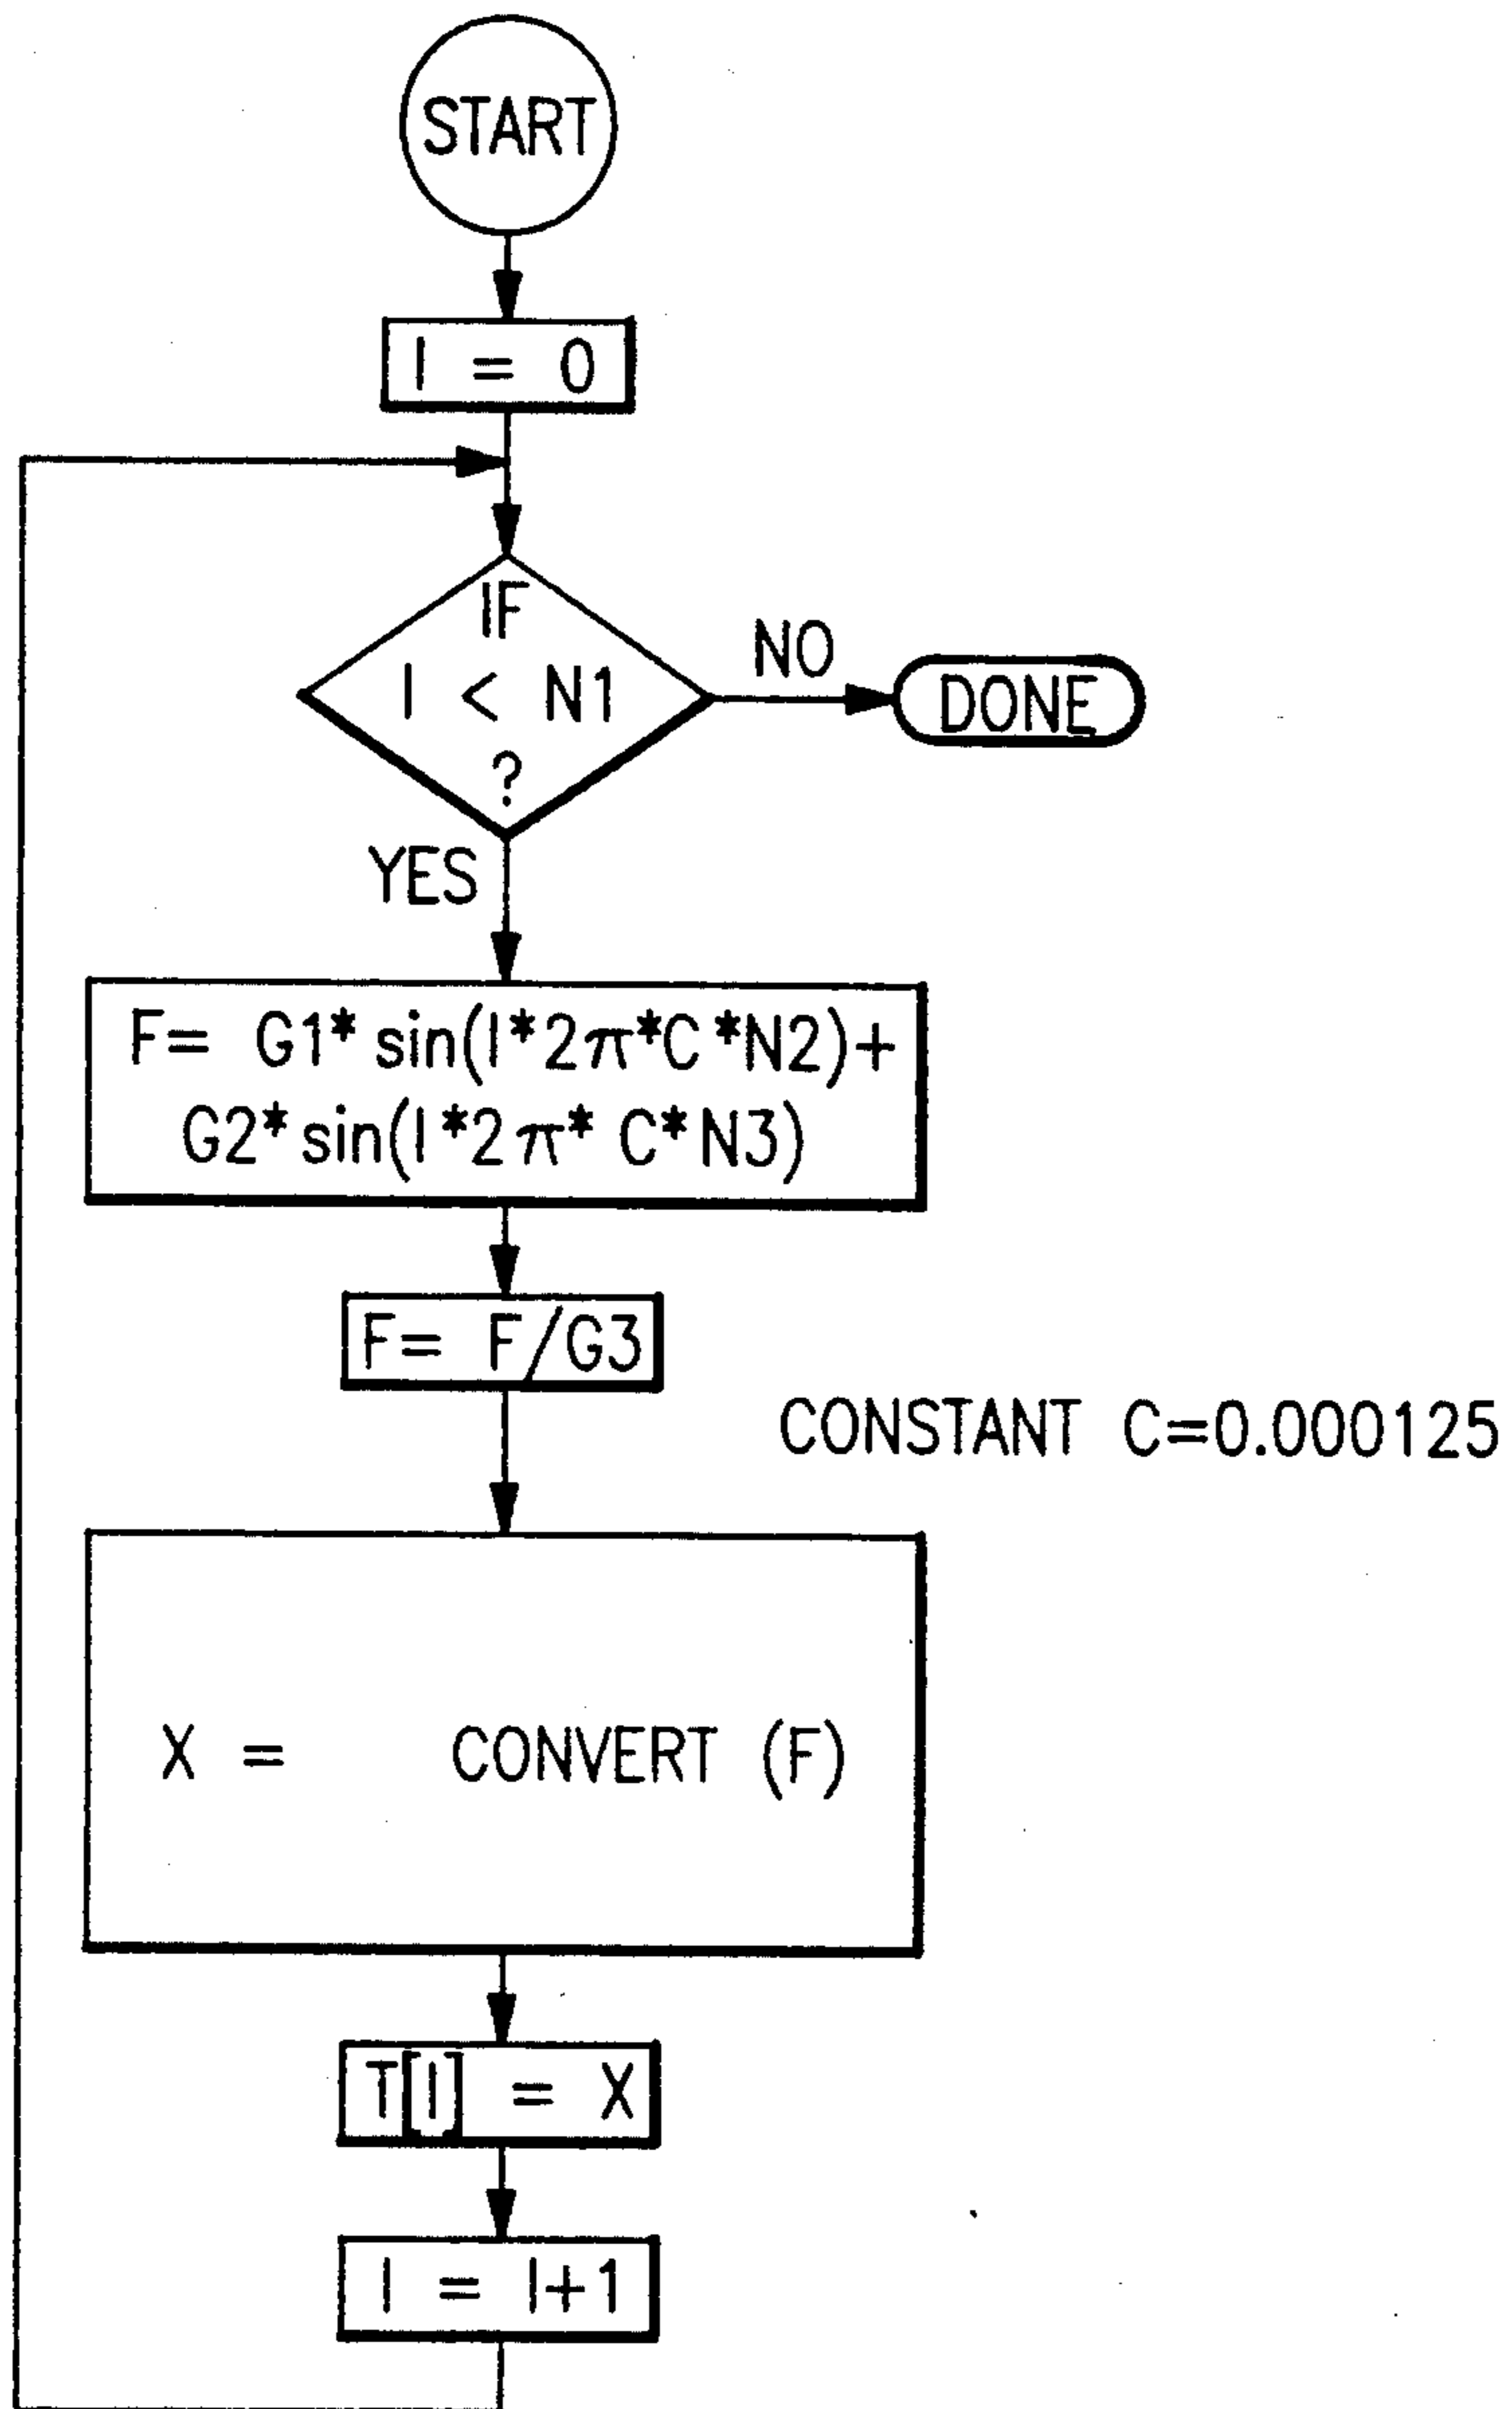 START
I = 0
IF
I < N1
?
NO
DONE
YES
F= G1* sin(I*2π*C*N2)+
G2* sin(I*2π* C*N3)
F= F/G3
CONSTANT C=0.000125
X = CONVERT (F)
T[I] = X
I = I+1